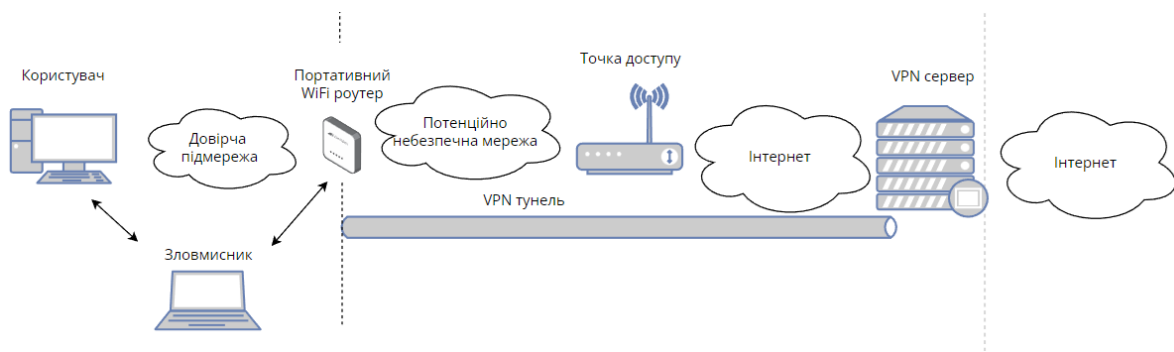 Користувач
Довірча
підмережа
Портативний
WiFi роутер
Потенційно
небезпечна мережа
Точка доступу
Інтернет
VPN сервер
Інтернет
VPN тунель
Зловмисник